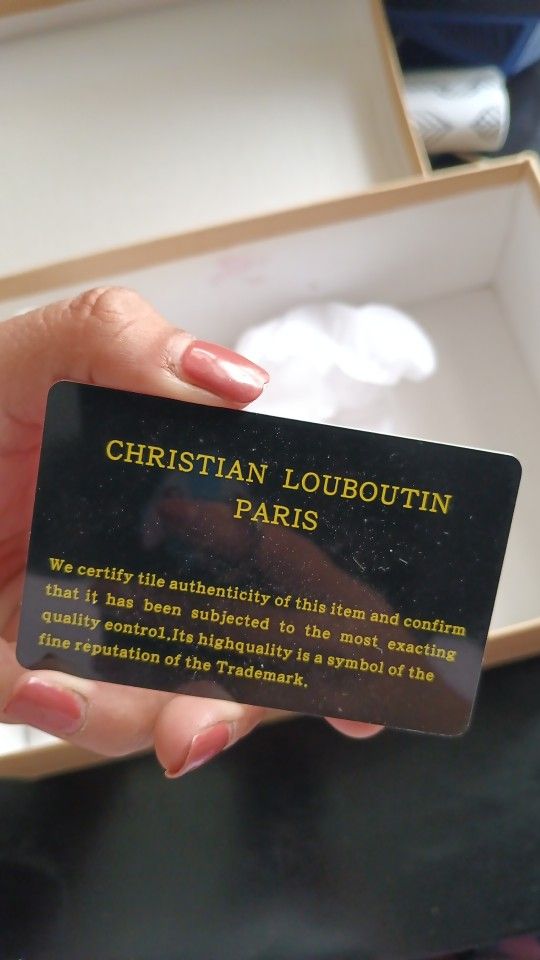 CHRISTIAN LOUBOUTIN
PARIS
We certify tile authenticity of this item and confirm
that it has been subjected to the most exacting
quality eontro1.Its highquality is a symbol of the
fine reputation of the Trademark.